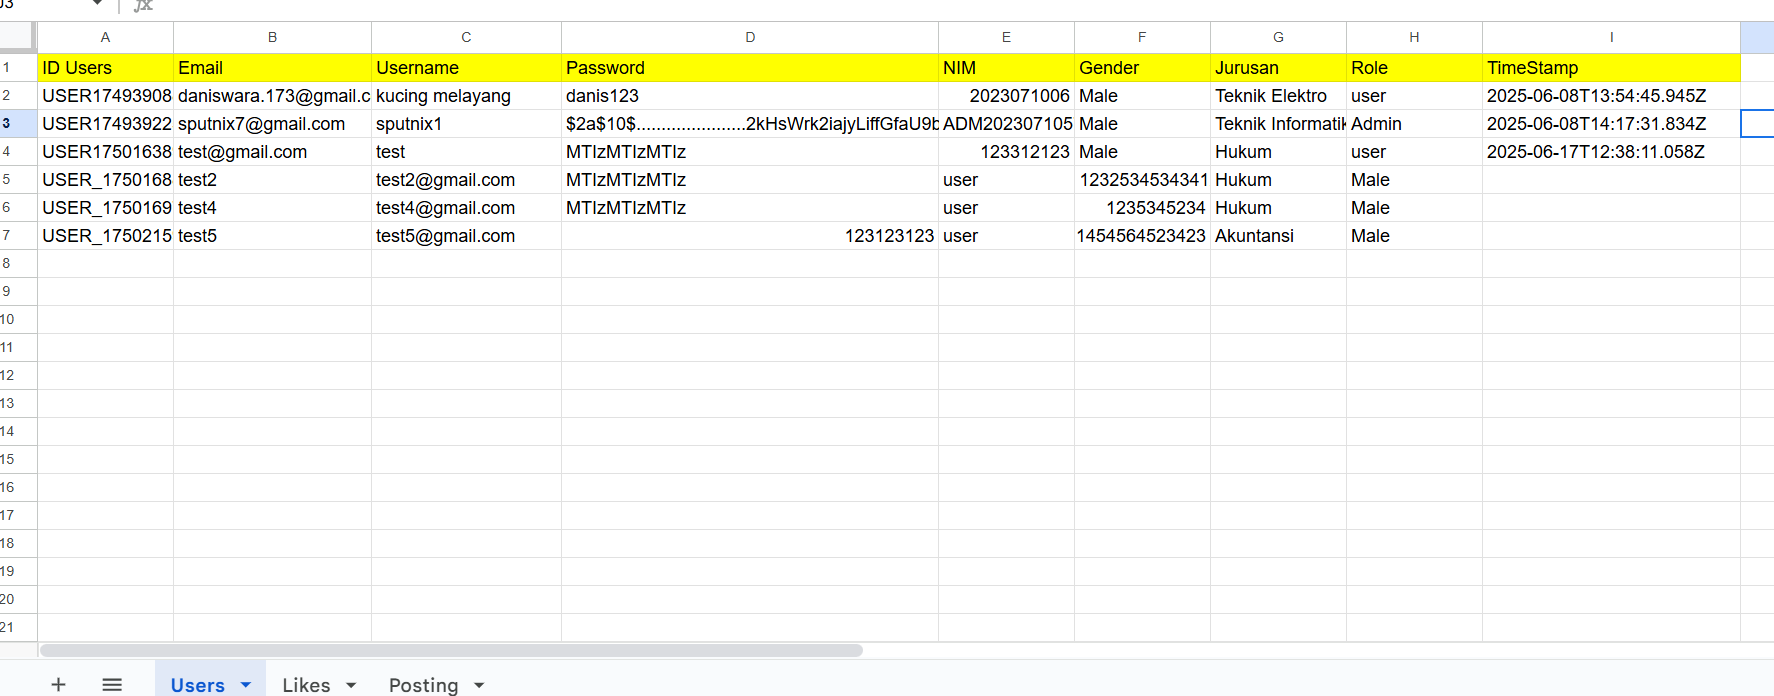 J3 fx
A B C D E F G H I
1 ID Users Email Username Password NIM Gender Jurusan Role TimeStamp
2 USER17493908 daniswara.173@gmail.c kucing melayang danis123 2023071006 Male Teknik Elektro user 2025-06-08T13:54:45.945Z
3 USER17493922 sputnix7@gmail.com sputnix1 $2a$10$......................2kHsWrk2iajyLiffGfaU9b ADM202307105 Male Teknik Informatik Admin 2025-06-08T14:17:31.834Z
4 USER17501638 test@gmail.com test MTIzMTIzMTIz 123312123 Male Hukum user 2025-06-17T12:38:11.058Z
5 USER_1750168 test2 test2@gmail.com MTIzMTIzMTIz user 1232534534341 Hukum Male
6 USER_1750169 test4 test4@gmail.com MTIzMTIzMTIz user 1235345234 Hukum Male
7 USER_1750215 test5 test5@gmail.com 123123123 user 1454564523423 Akuntansi Male
8
9
10
11
12
13
14
15
16
17
18
19
20
21
+ Users Likes Posting